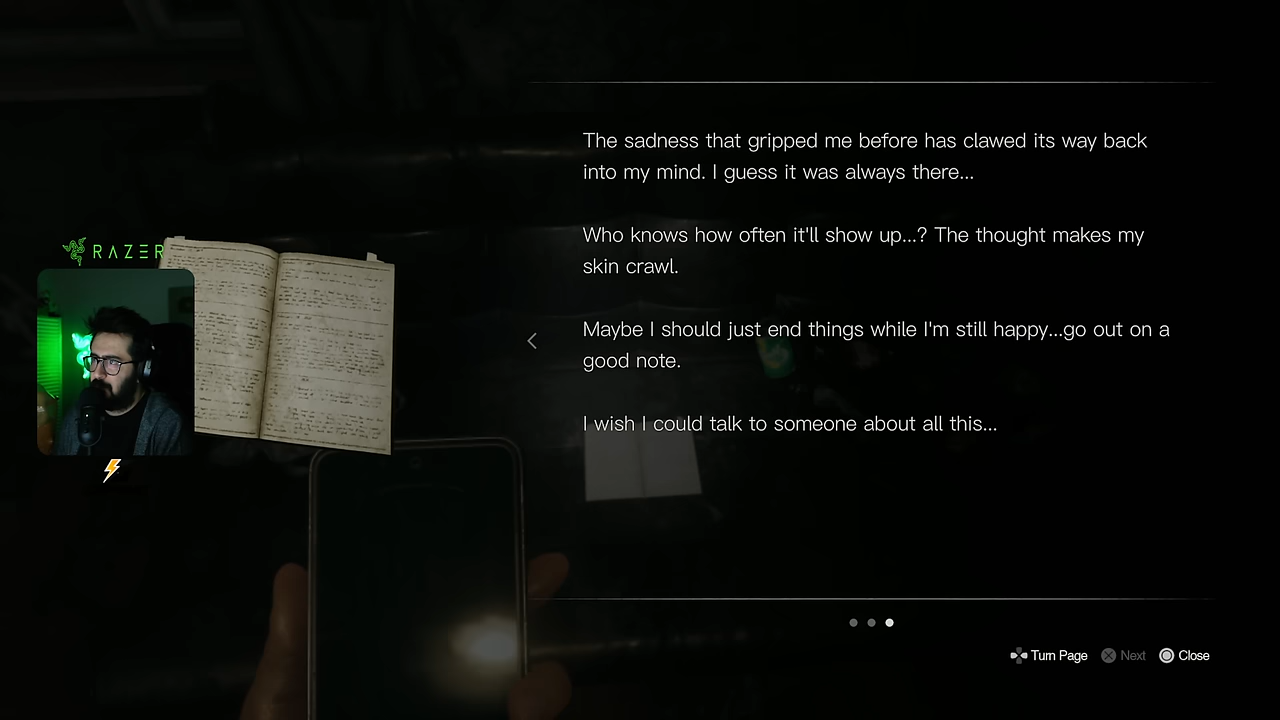 The sadness that gripped me before has clawed its way back
into my mind. I guess it was always there...
Who knows how often it'll show up...? The thought makes my
skin crawl.
RAZER
Maybe I should just end things while I'm still happy...go out on a
good note.
I wish I could talk to someone about all this...
Turn Page
Next
Close